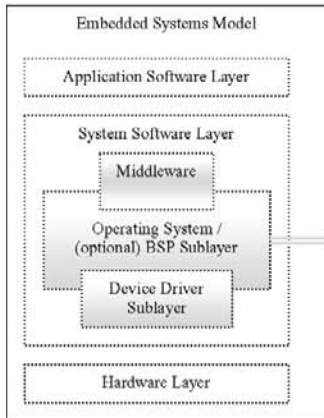 Embedded Systems Model
Application Software Layer
System Software Layer
Middleware
Operating System /
(optional) BSP Sublayer
Device Driver
Sublayer
Hardware Layer